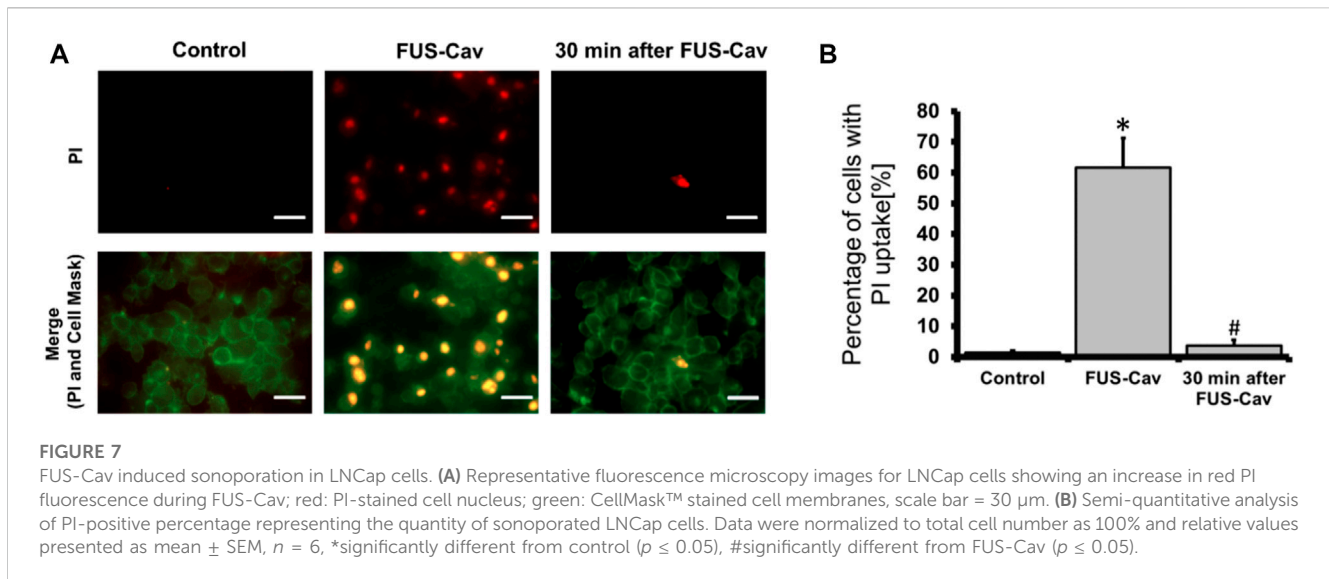 A
Control
FUS-Cav
30 min after FUS-Cav
PI
Merge
(PI and Cell Mask)
B
Percentage of cells with
PI uptake[%]
80
70
60
50
40
30
20
10
0
*
#
Control
FUS-Cav
30 min after
FUS-Cav
FIGURE 7
FUS-Cav induced sonoporation in LNCap cells. (A) Representative fluorescence microscopy images for LNCap cells showing an increase in red PI
fluorescence during FUS-Cav; red: PI-stained cell nucleus; green: CellMask™ stained cell membranes, scale bar = 30 μm. (B) Semi-quantitative analysis
of PI-positive percentage representing the quantity of sonoporated LNCap cells. Data were normalized to total cell number as 100% and relative values
presented as mean ± SEM, n = 6, *significantly different from control (p ≤ 0.05), #significantly different from FUS-Cav (p ≤ 0.05).